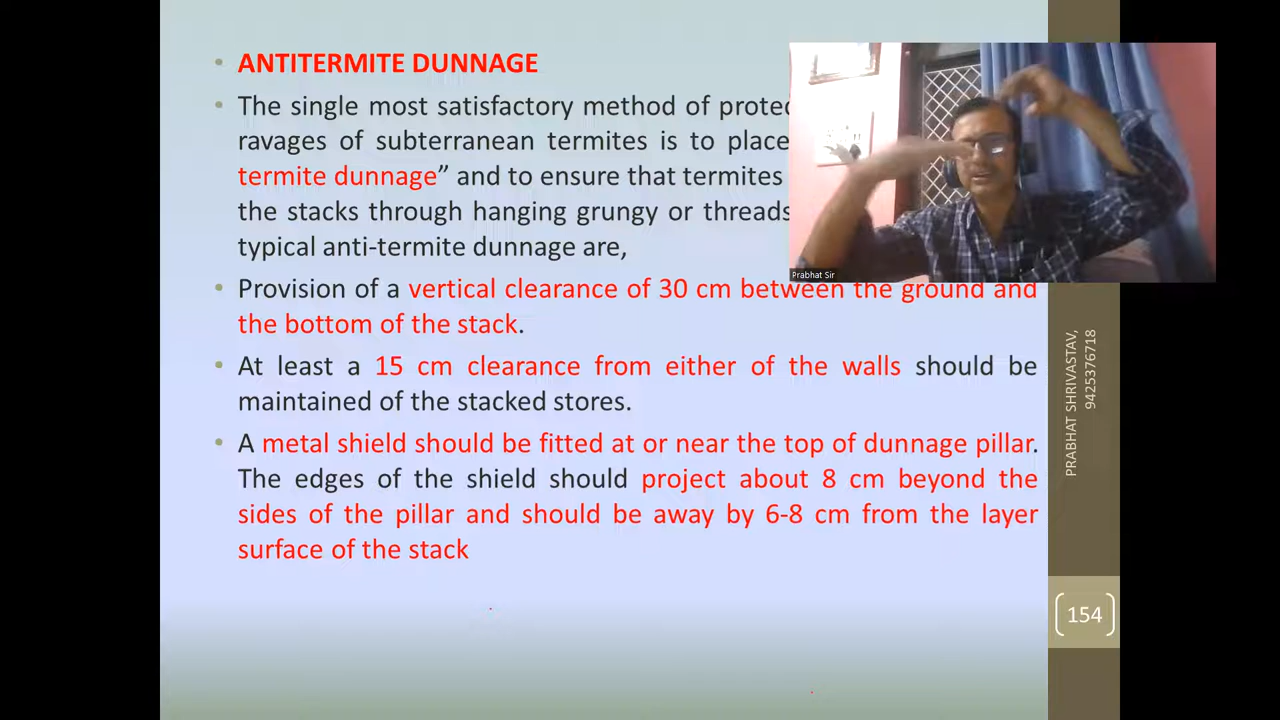 ANTITERMITE DUNNAGE
The single most satisfactory method of
ravages of subterranean termites is to place
termite dunnage” and to ensure that termites
the stacks through hanging grungy or threads
typical anti-termite dunnage are,
Provision of a vertical clearance of 30 cm between the ground and
the bottom of the stack.
At least a 15 cm clearance from either of the walls should be
maintained of the stacked stores.
A metal shield should be fitted at or near the top of dunnage pillar.
The edges of the shield should project about 8 cm beyond the
sides of the pillar and should be away by 6-8 cm from the layer
surface of the stack
Prabhat Sir
PRABHAT SHRIVASTAV,
9425376718
154